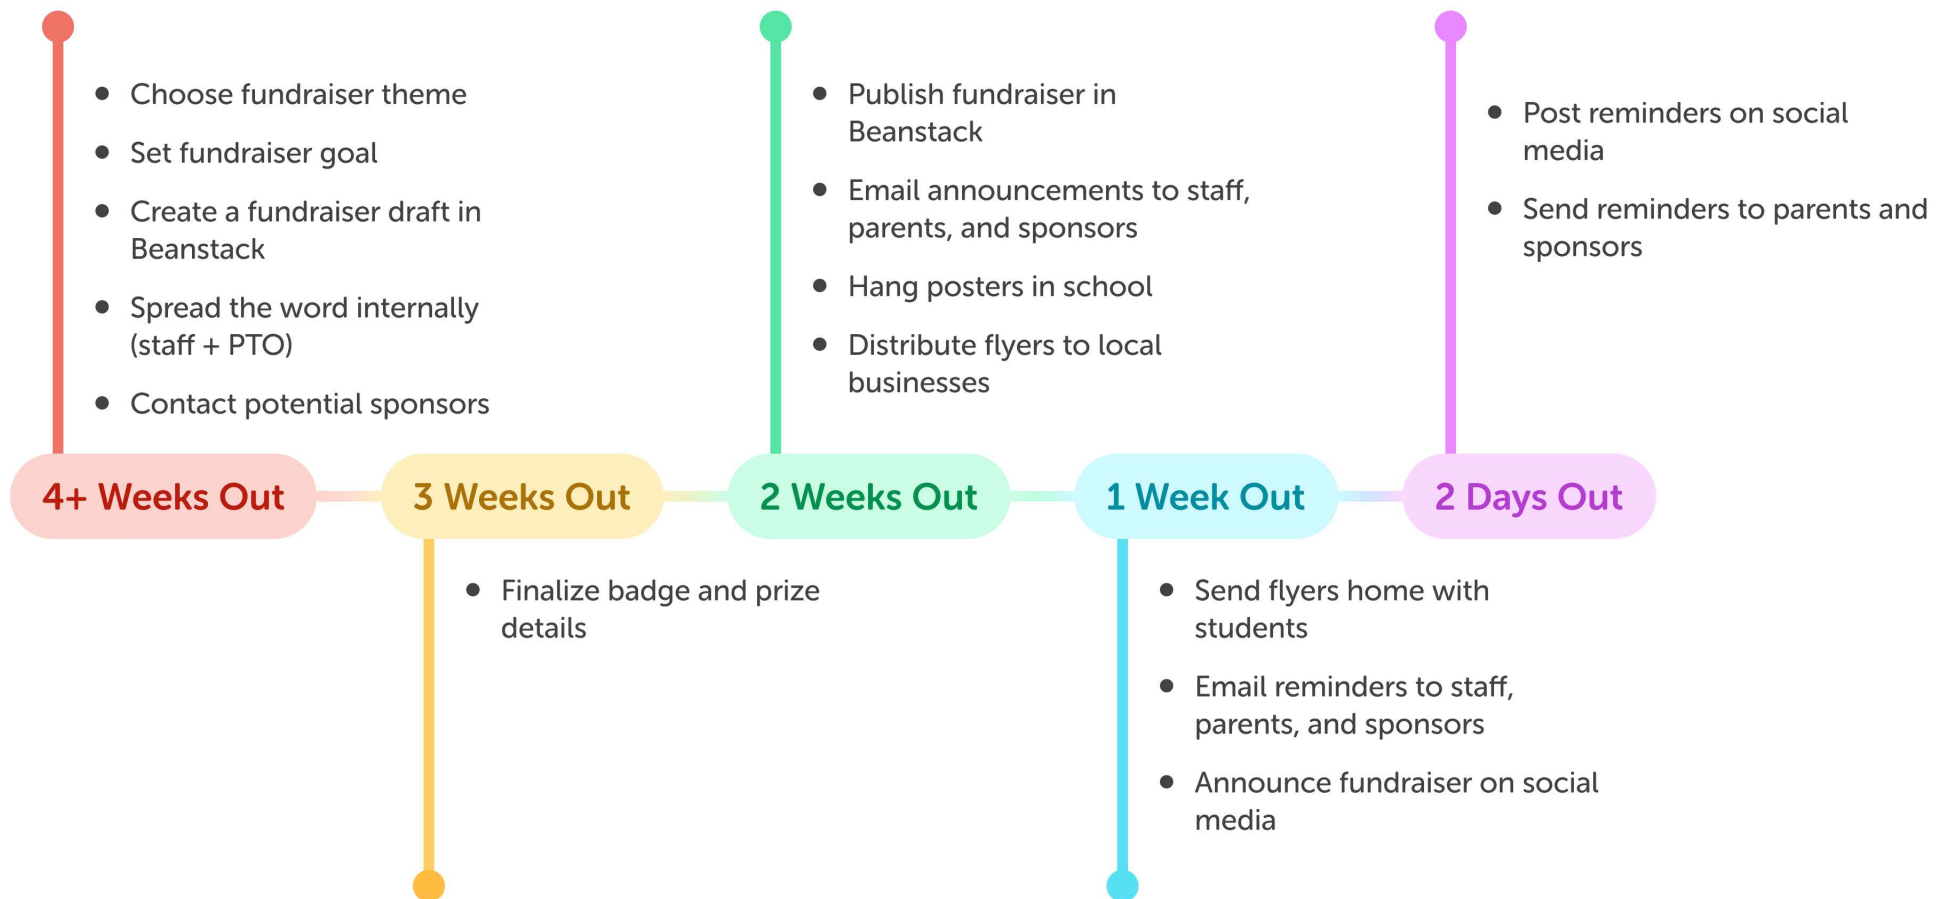 • Choose fundraiser theme
• Set fundraiser goal
• Create a fundraiser draft in
Beanstack
• Spread the word internally
(staff + PTO)
• Contact potential sponsors
4+ Weeks Out
3 Weeks Out
• Finalize badge and prize
details
• Publish fundraiser in
Beanstack
• Email announcements to staff,
parents, and sponsors
• Hang posters in school
• Distribute flyers to local
businesses
2 Weeks Out
1 Week Out
• Send flyers home with
students
• Email reminders to staff,
parents, and sponsors
• Announce fundraiser on social
media
• Post reminders on social
media
• Send reminders to parents and
sponsors
2 Days Out